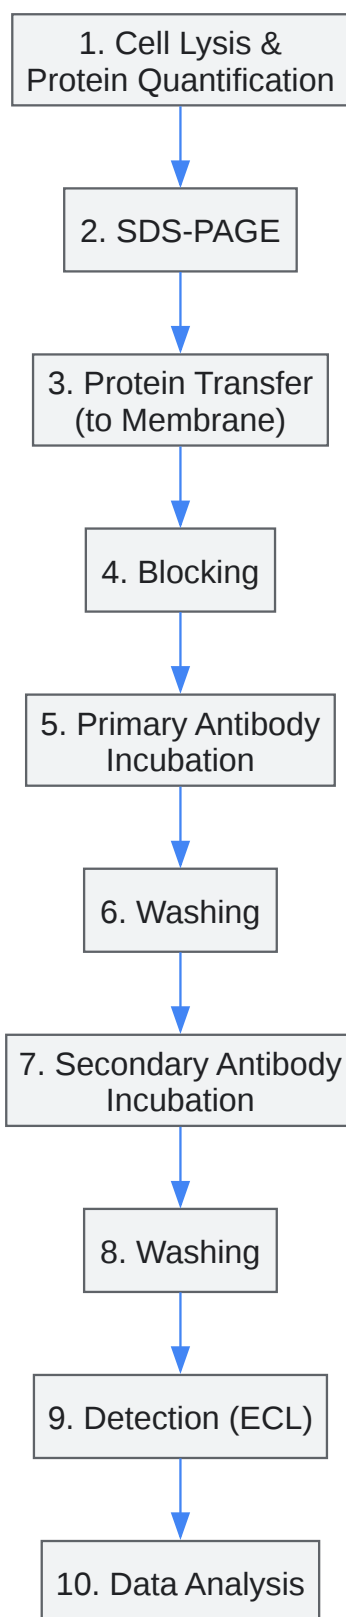 1. Cell Lysis &
Protein Quantification
2. SDS-PAGE
3. Protein Transfer
(to Membrane)
4. Blocking
5. Primary Antibody
Incubation
6. Washing
7. Secondary Antibody
Incubation
8. Washing
9. Detection (ECL)
10. Data Analysis